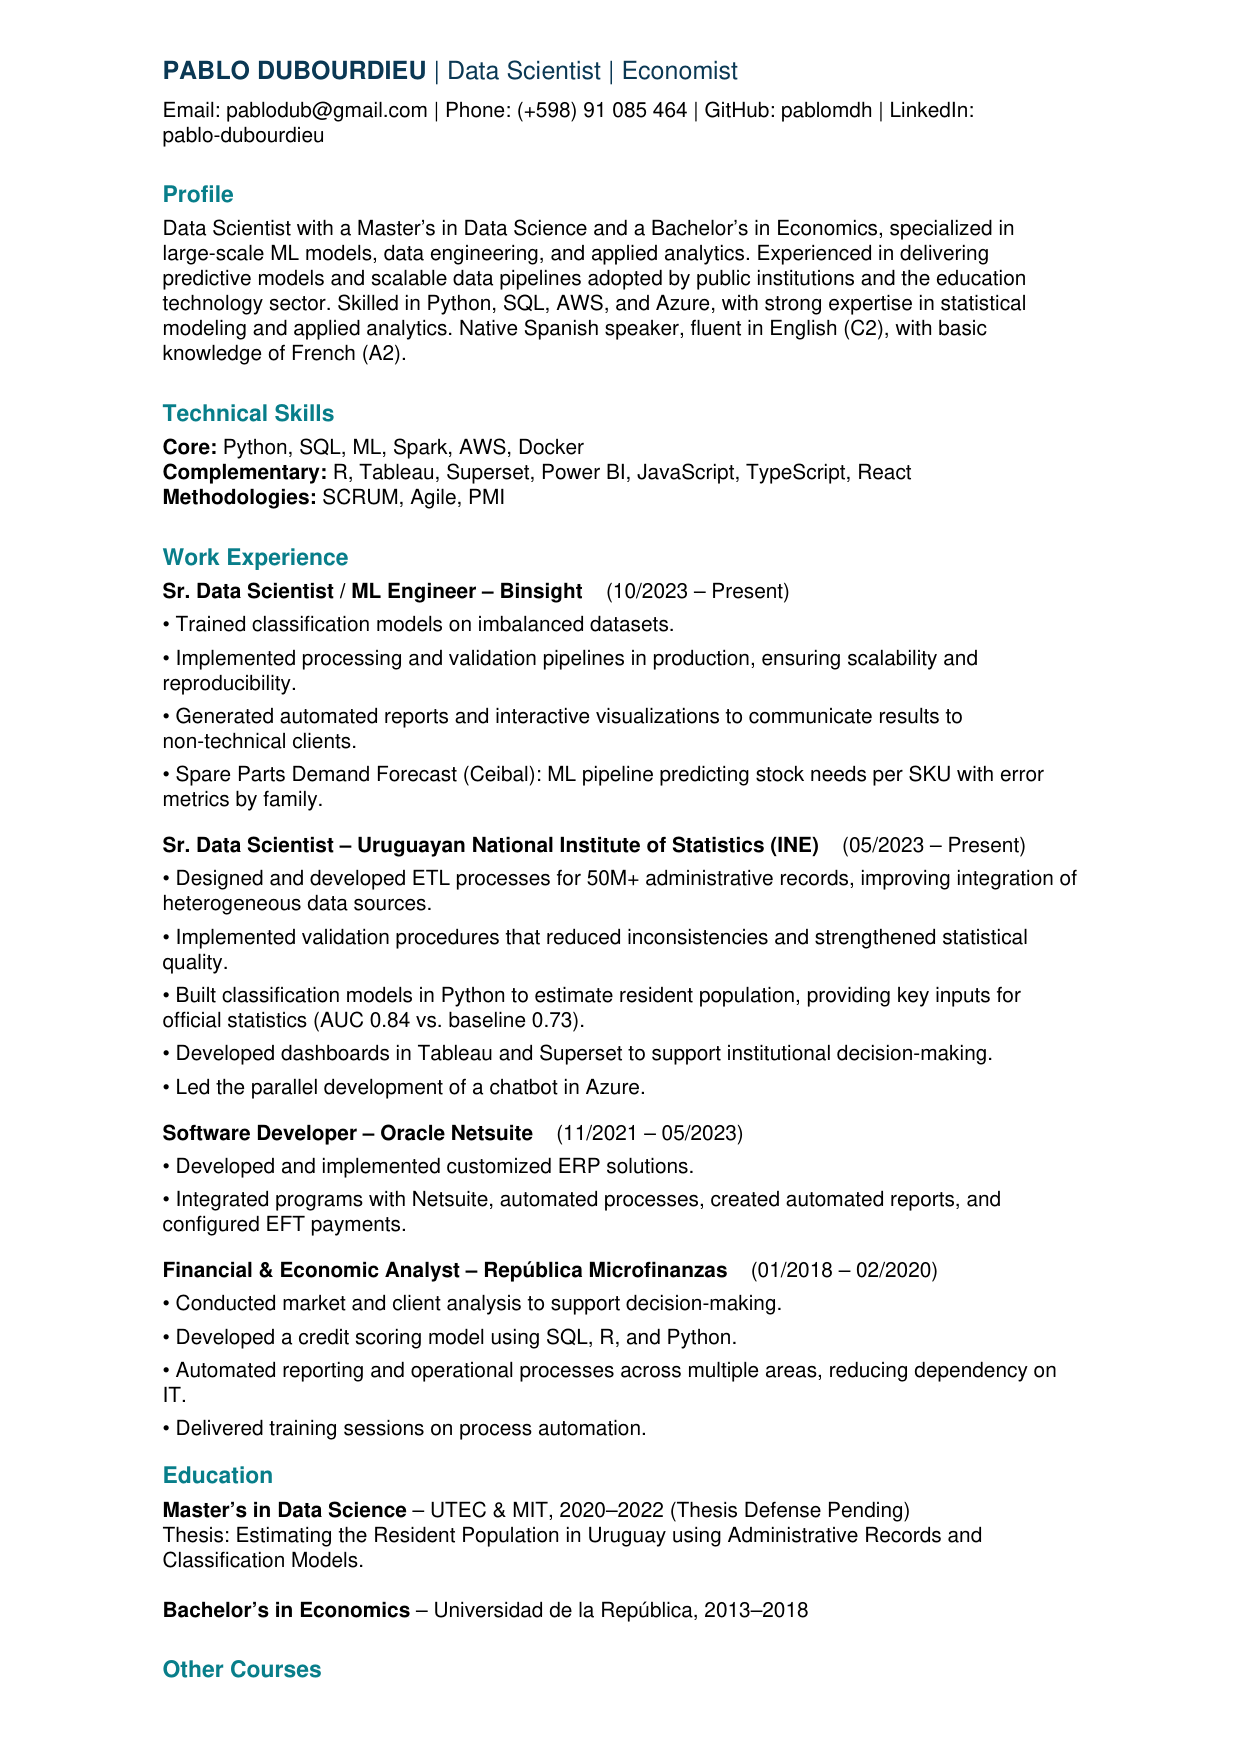 PABLO DUBOURDIEU | Data Scientist | Economist
Email: pablodub@gmail.com | Phone: (+598) 91 085 464 | GitHub: pablomdh | LinkedIn:
pablo-dubourdieu
Profile
Data Scientist with a Master’s in Data Science and a Bachelor’s in Economics, specialized in
large-scale ML models, data engineering, and applied analytics. Experienced in delivering
predictive models and scalable data pipelines adopted by public institutions and the education
technology sector. Skilled in Python, SQL, AWS, and Azure, with strong expertise in statistical
modeling and applied analytics. Native Spanish speaker, fluent in English (C2), with basic
knowledge of French (A2).
Technical Skills
Core: Python, SQL, ML, Spark, AWS, Docker
Complementary: R, Tableau, Superset, Power BI, JavaScript, TypeScript, React
Methodologies: SCRUM, Agile, PMI
Work Experience
Sr. Data Scientist / ML Engineer – Binsight (10/2023 – Present)
• Trained classification models on imbalanced datasets.
• Implemented processing and validation pipelines in production, ensuring scalability and
reproducibility.
• Generated automated reports and interactive visualizations to communicate results to
non-technical clients.
• Spare Parts Demand Forecast (Ceibal): ML pipeline predicting stock needs per SKU with error
metrics by family.
Sr. Data Scientist – Uruguayan National Institute of Statistics (INE) (05/2023 – Present)
• Designed and developed ETL processes for 50M+ administrative records, improving integration of
heterogeneous data sources.
• Implemented validation procedures that reduced inconsistencies and strengthened statistical
quality.
• Built classification models in Python to estimate resident population, providing key inputs for
official statistics (AUC 0.84 vs. baseline 0.73).
• Developed dashboards in Tableau and Superset to support institutional decision-making.
• Led the parallel development of a chatbot in Azure.
Software Developer – Oracle Netsuite (11/2021 – 05/2023)
• Developed and implemented customized ERP solutions.
• Integrated programs with Netsuite, automated processes, created automated reports, and
configured EFT payments.
Financial & Economic Analyst – República Microfinanzas (01/2018 – 02/2020)
• Conducted market and client analysis to support decision-making.
• Developed a credit scoring model using SQL, R, and Python.
• Automated reporting and operational processes across multiple areas, reducing dependency on
IT.
• Delivered training sessions on process automation.
Education
Master’s in Data Science – UTEC & MIT, 2020–2022 (Thesis Defense Pending)
Thesis: Estimating the Resident Population in Uruguay using Administrative Records and
Classification Models.
Bachelor’s in Economics – Universidad de la República, 2013–2018
Other Courses